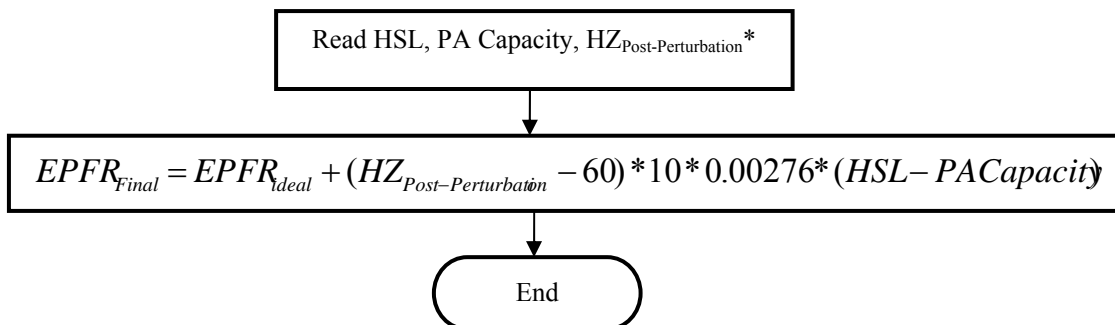 Read HSL, PA Capacity, HZPost-Perturbation*
EPFRFinal = EPFRideal + (HZPost−Perturbation − 60) * 10 * 0.00276 * (HSL − PACapacity)
End